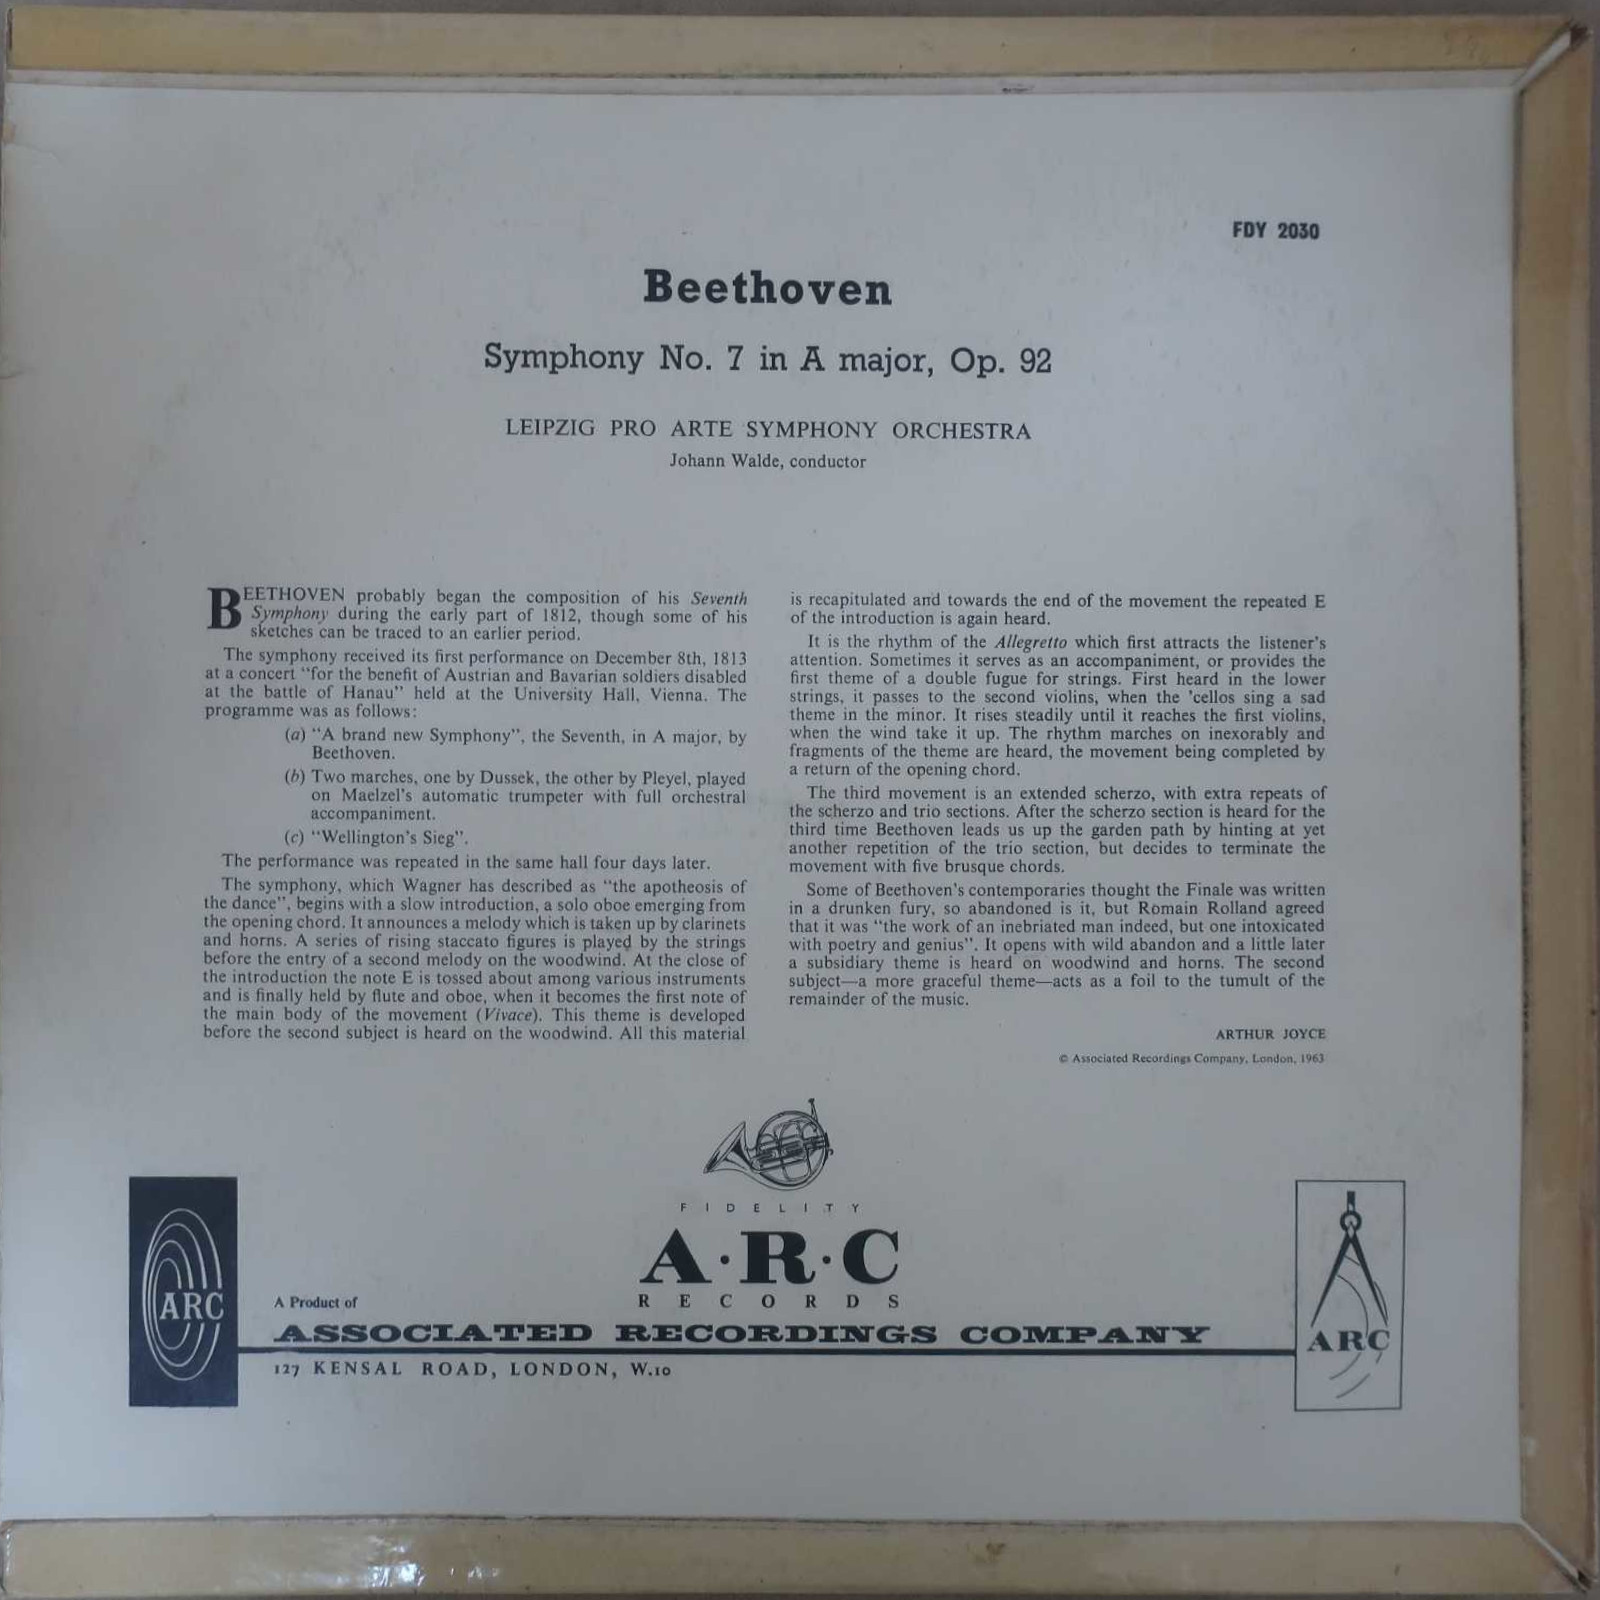 FDY 2030
Beethoven
Symphony No. 7 in A major, Op. 92
LEIPZIG PRO ARTE SYMPHONY ORCHESTRA
Johann Walde, conductor
BEETHOVEN probably began the composition of his Seventh
Symphony during the early part of 1812, though some of his
sketches can be traced to an earlier period.
The symphony received its first performance on December 8th, 1813
at a concert "for the benefit of Austrian and Bavarian soldiers disabled
at the battle of Hanau" held at the University Hall, Vienna. The
programme was as follows:
(a) "A brand new Symphony", the Seventh, in A major, by
Beethoven.
(b) Two marches, one by Dussek, the other by Pleyel, played
on Maelzel's automatic trumpeter with full orchestral
accompaniment.
(c) "Wellington's Sieg".
The performance was repeated in the same hall four days later.
The symphony, which Wagner has described as "the apotheosis of
the dance", begins with a slow introduction, a solo oboe emerging from
the opening chord. It announces a melody which is taken up by clarinets
and horns. A series of rising staccato figures is played by the strings
before the entry of a second melody on the woodwind. At the close of
the introduction the note E is tossed about among various instruments
and is finally held by flute and oboe, when it becomes the first note of
the main body of the movement (Vivace). This theme is developed
before the second subject is heard on the woodwind. All this material
is recapitulated and towards the end of the movement the repeated E
of the introduction is again heard.
It is the rhythm of the Allegretto which first attracts the listener's
attention. Sometimes it serves as an accompaniment, or provides the
first theme of a double fugue for strings. First heard in the lower
strings, it passes to the second violins, when the 'cellos sing a sad
theme in the minor. It rises steadily until it reaches the first violins,
when the wind take it up. The rhythm marches on inexorably and
fragments of the theme are heard, the movement being completed by
a return of the opening chord.
The third movement is an extended scherzo, with extra repeats of
the scherzo and trio sections. After the scherzo section is heard for the
third time Beethoven leads us up the garden path by hinting at yet
another repetition of the trio section, but decides to terminate the
movement with five brusque chords.
Some of Beethoven's contemporaries thought the Finale was written
in a drunken fury, so abandoned is it, but Romain Rolland agreed
that it was "the work of an inebriated man indeed, but one intoxicated
with poetry and genius". It opens with wild abandon and a little later
a subsidiary theme is heard on woodwind and horns. The second
subject—a more graceful theme—acts as a foil to the tumult of the
remainder of the music.
ARTHUR JOYCE
© Associated Recordings Company, London, 1963
FIDELITY
A·R·C
RECORDS
ARC
A Product of
ASSOCIATED RECORDINGS COMPANY
127 KENSAL ROAD, LONDON, W.10
ARC